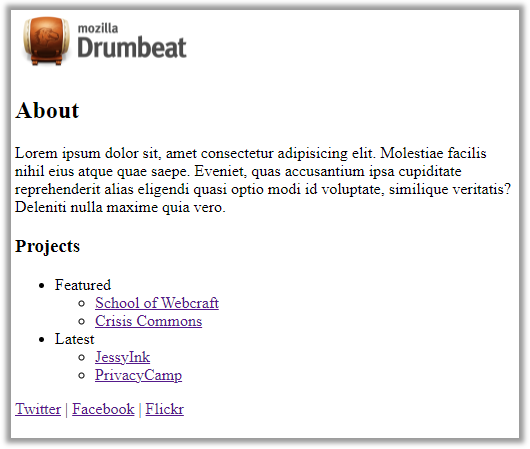 mozilla
Drumbeat
About
Lorem ipsum dolor sit, amet consectetur adipisicing elit. Molestiae facilis
nihil eius atque quae saepe. Eveniet, quas accusantium ipsa cupiditate
reprehenderit alias eligendi quasi optio modi id voluptate, similique veritatis?
Deleniti nulla maxime quia vero.
Projects
Featured
School of Webcraft
Crisis Commons
Latest
JessyInk
PrivacyCamp
Twitter | Facebook | Flickr